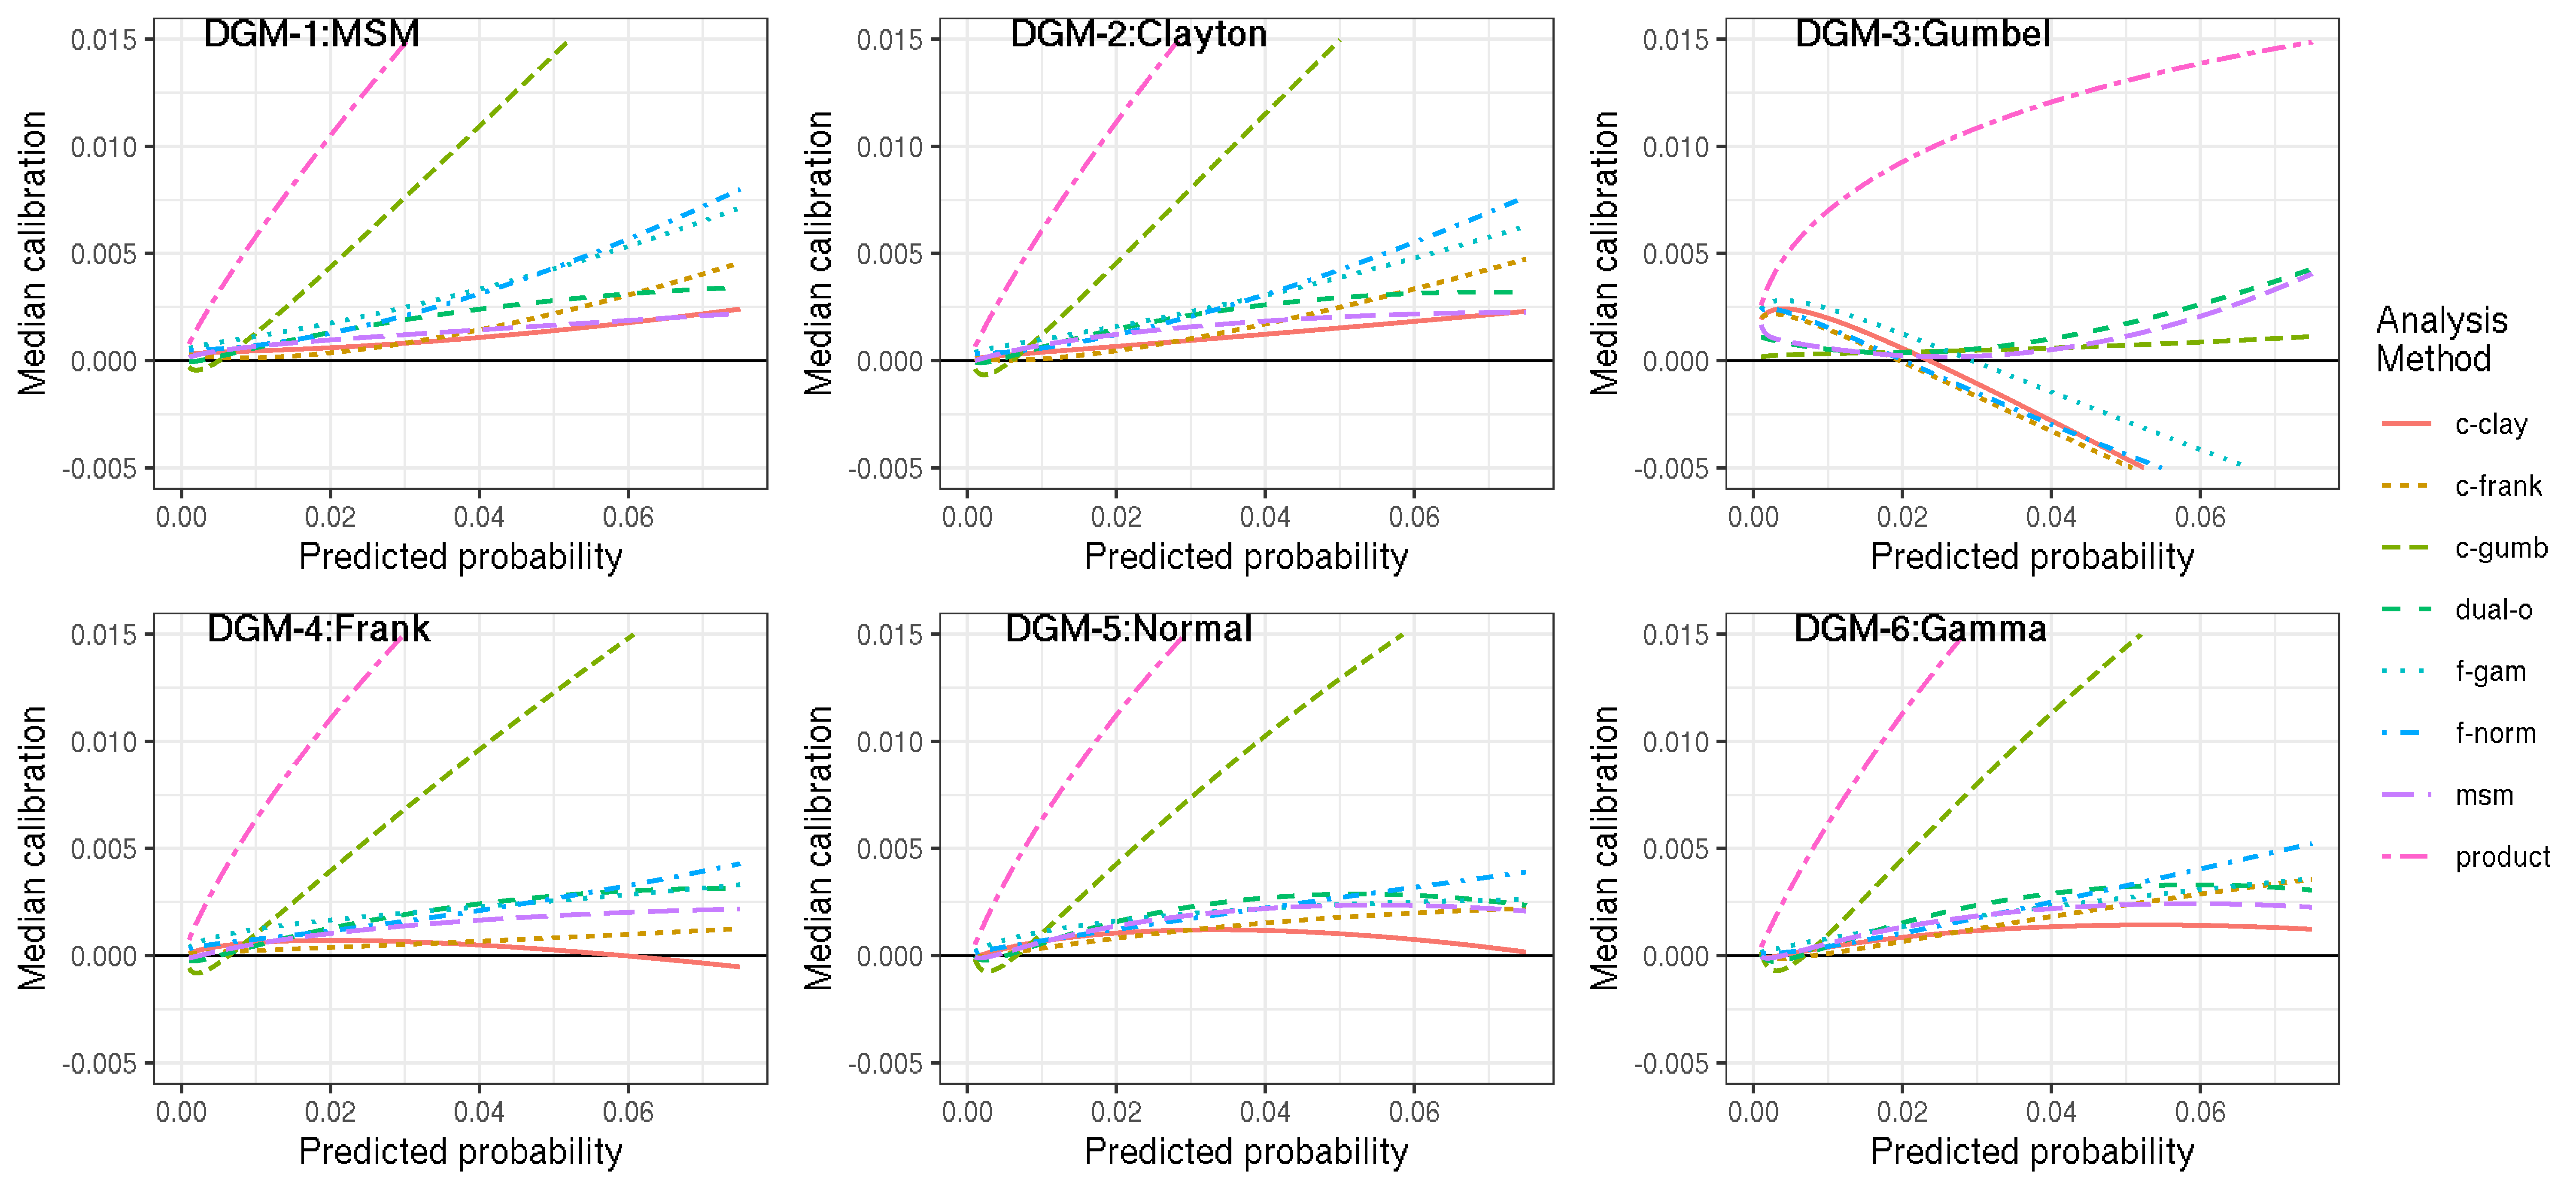 DGM-1:MSM
0.015
0.010
0.005
0.000
-0.005
Median calibration
0.00 0.02 0.04 0.06
Predicted probability
DGM-2:Clayton
0.015
0.010
0.005
0.000
-0.005
Median calibration
0.00 0.02 0.04 0.06
Predicted probability
DGM-3:Gumbel
0.015
0.010
0.005
0.000
-0.005
Median calibration
0.00 0.02 0.04 0.06
Predicted probability
DGM-4:Frank
0.015
0.010
0.005
0.000
-0.005
Median calibration
0.00 0.02 0.04 0.06
Predicted probability
DGM-5:Normal
0.015
0.010
0.005
0.000
-0.005
Median calibration
0.00 0.02 0.04 0.06
Predicted probability
DGM-6:Gamma
0.015
0.010
0.005
0.000
-0.005
Median calibration
0.00 0.02 0.04 0.06
Predicted probability
Analysis
Method
c-clay
c-frank
c-gumb
dual-o
f-gam
f-norm
msm
product